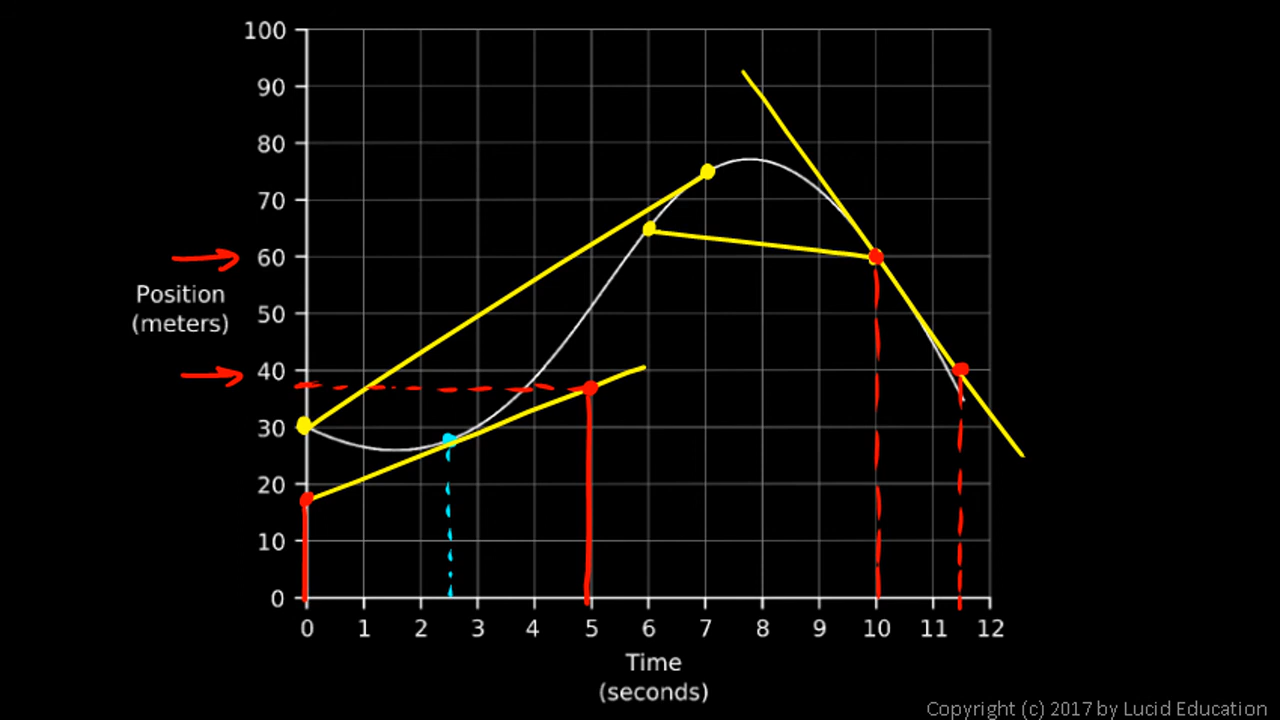 100
90
80
70
60
50
40
30
20
10
0
Position
(meters)
0 1 2 3 4 5 6 7 8 9 10 11 12
Time
(seconds)
Copyright (c) 2017 by Lucid Education